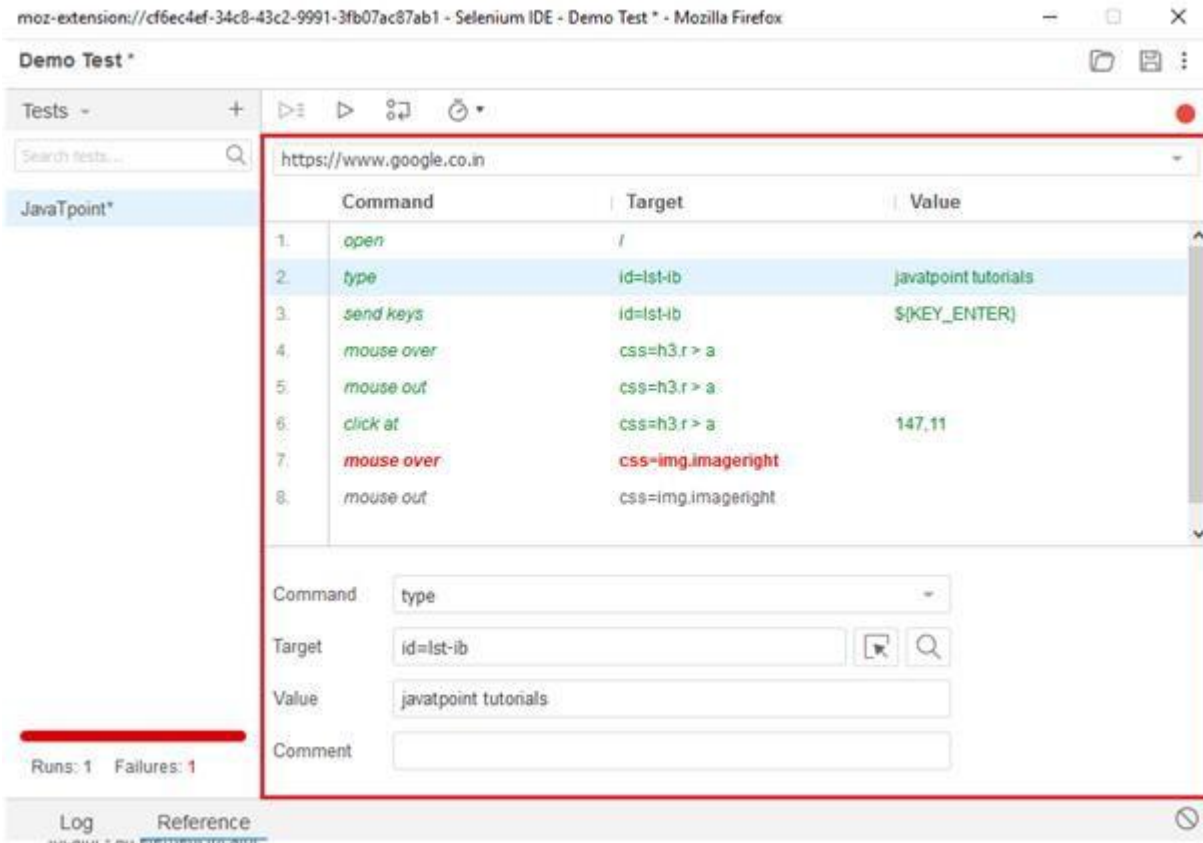 moz-extension://cf6ec4ef-34c8-43c2-9991-3fb07ac87ab1 - Selenium IDE - Demo Test * - Mozilla Firefox
Demo Test *
Tests
Search tests...
https://www.google.co.in
JavaTpoint*
Command Target Value
1. open /
2. type id=lst-ib javatpoint tutorials
3. send keys id=lst-ib ${KEY_ENTER}
4. mouse over css=h3.r > a
5. mouse out css=h3.r > a
6. click at css=h3.r > a 147,11
7. mouse over css=img.imageright
8. mouse out css=img.imageright
Command type
Target id=lst-ib
Value javatpoint tutorials
Comment
Runs: 1 Failures: 1
Log Reference